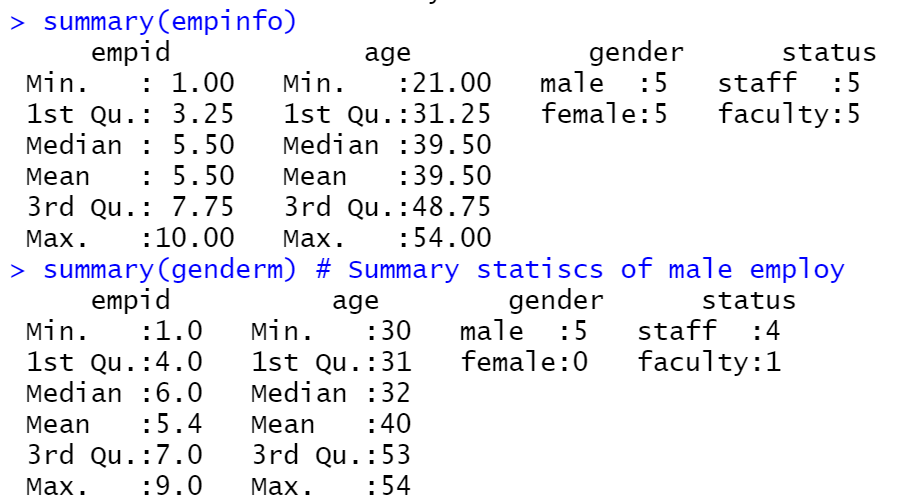 > summary(empinfo)
     empid            age            gender      status
 Min.   : 1.00   Min.   :21.00   male  :5   staff  :5
 1st Qu.: 3.25   1st Qu.:31.25   female:5   faculty:5
 Median : 5.50   Median :39.50
 Mean   : 5.50   Mean   :39.50
 3rd Qu.: 7.75   3rd Qu.:48.75
 Max.   :10.00   Max.   :54.00
> summary(genderm) # Summary statiscs of male employ
     empid          age         gender      status
 Min.   :1.0   Min.   :30   male  :5   staff  :4
 1st Qu.:4.0   1st Qu.:31   female:0   faculty:1
 Median :6.0   Median :32
 Mean   :5.4   Mean   :40
 3rd Qu.:7.0   3rd Qu.:53
 Max.   :9.0   Max.   :54